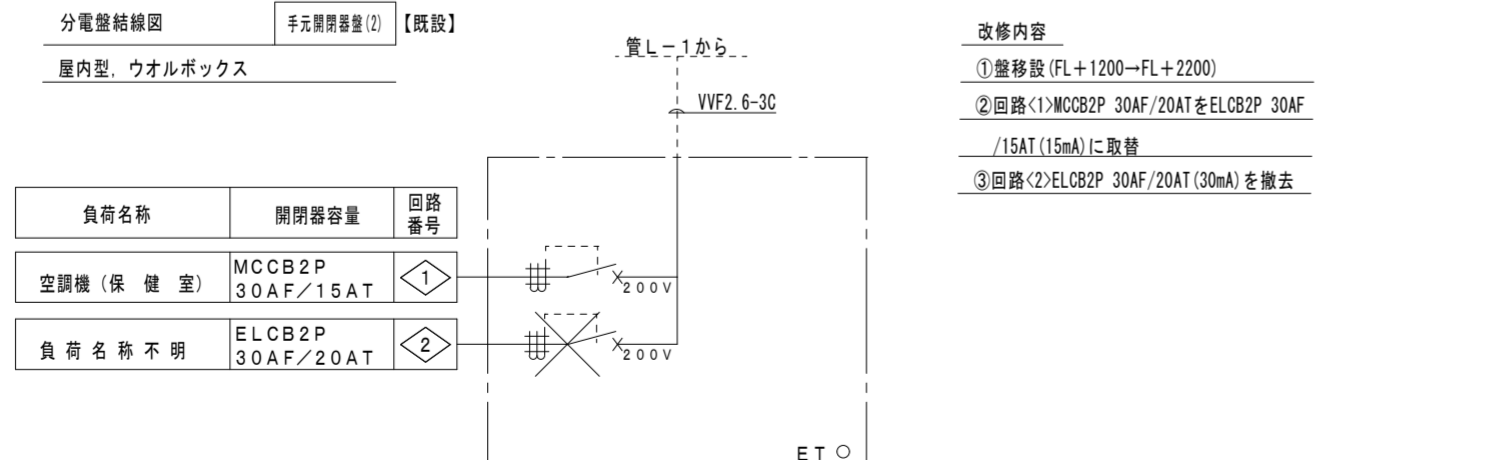 分電盤結線図 手元開閉器盤(2) 【既設】
屋内型, ウオルボックス
管L-1から
VVF2.6-3C
改修内容
①盤移設(FL+1200→FL+2200)
②回路<1>MCCB2P 30AF/20ATをELCB2P 30AF
/15AT(15mA)に取替
③回路<2>ELCB2P 30AF/20AT(30mA)を撤去
負荷名称 開閉器容量 回路
番号
空調機(保 健 室) MCCB2P
30AF/15AT 1
200V
負荷名称不明 ELCB2P
30AF/20AT 2
200V
ET